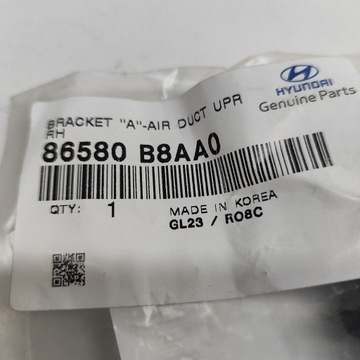 HYUNDAI
Genuine Parts
BRACKET "A"-AIR DUCT UPR
RH
86580 B8AA0
QTY: 1
MADE IN KOREA
GL23 / R08C